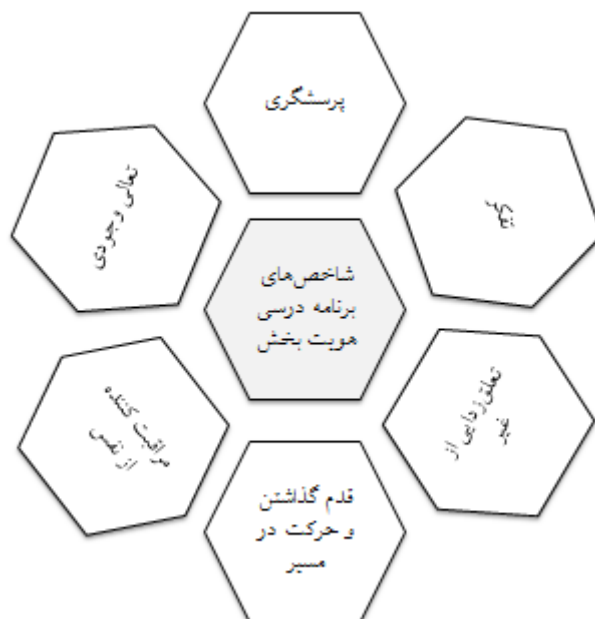 پرسشگری
تفکر
تعلق‌زدایی از
غیر
قدم گذاشتن
و حرکت در
مسیر
مراقبت کننده
از نفس
تعالی وجودی
شاخص‌های
برنامه درسی
هویت بخش